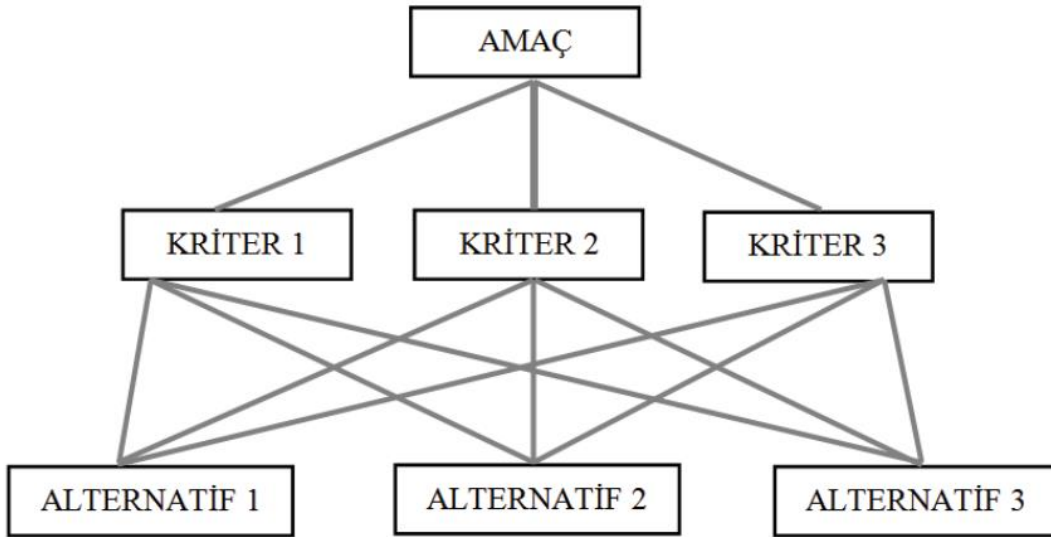 AMAÇ
KRİTER 1
KRİTER 2
KRİTER 3
ALTERNATİF 1
ALTERNATİF 2
ALTERNATİF 3